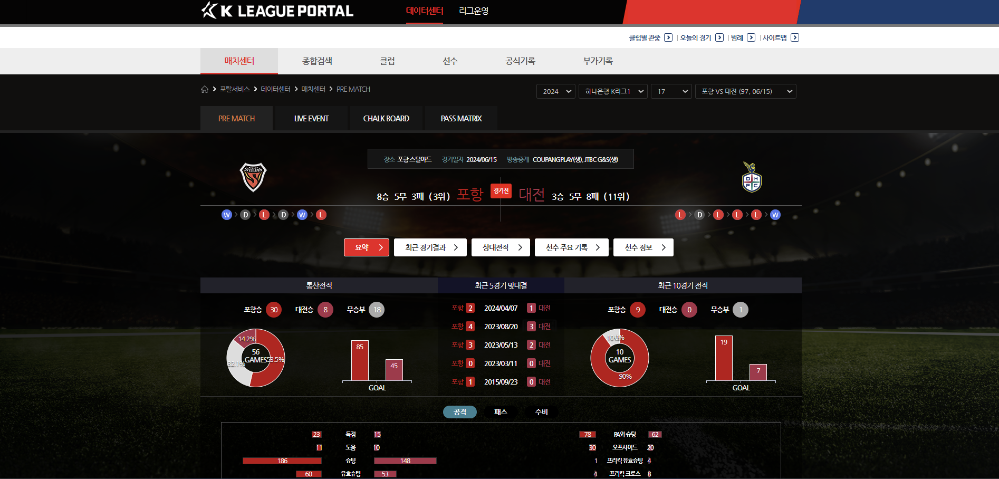 K LEAGUE PORTAL
데이터센터 리그운영
클럽별 관중 오늘의 경기 범례 사이트맵
매치센터 종합검색 클럽 선수 공식기록 부가기록
포탈서비스 데이터센터 매치센터 PRE MATCH
2024 하나은행 K리그1 17 포항 VS 대전 (97, 06/15)
PRE MATCH LIVE EVENT CHALK BOARD PASS MATRIX
장소 포항 스틸야드 경기일자 2024/06/15 방송중계 COUPANGPLAY(생), JTBC G&S(생)
STEELERS
D H F C
8승 5무 3패 ( 3위 ) 포항 경기전 대전 3승 5무 8패 ( 11위 )
W D L D W L
L D L L L W
요약 최근 경기결과 상대전적 선수 주요 기록 선수 정보
통산전적 최근 5경기 맞대결 최근 10경기 전적
포항승 30 대전승 8 무승부 18
14.2%
56 GAMES
32.1%
53.5%
85
45
GOAL
포항 2 2024/04/07 1 대전
포항 4 2023/08/20 3 대전
포항 3 2023/05/13 2 대전
포항 0 2023/03/11 0 대전
포항 1 2015/09/23 0 대전
포항승 9 대전승 0 무승부 1
10.0%
10 GAMES
90%
19
7
GOAL
공격 패스 수비
23 득점 15
11 도움 10
186 슈팅 148
60 유효슈팅 53
78 PA외 슈팅 62
30 오프사이드 20
1 프리킥 유효슈팅 4
4 프리킥 크로스 8